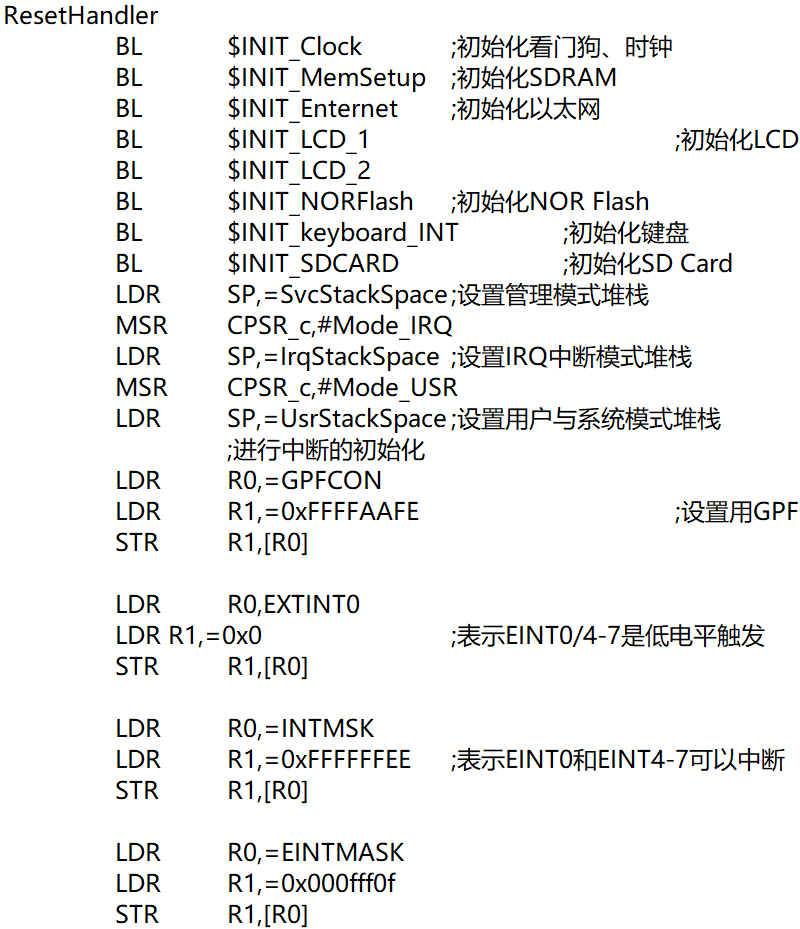 ResetHandler
BL $INIT_Clock ;初始化看门狗、时钟
BL $INIT_MemSetup ;初始化SDRAM
BL $INIT_Enternet ;初始化以太网
BL $INIT_LCD_1 ;初始化LCD
BL $INIT_LCD_2
BL $INIT_NORFlash ;初始化NOR Flash
BL $INIT_keyboard_INT ;初始化键盘
BL $INIT_SDCARD ;初始化SD Card
LDR SP,=SvcStackSpace ;设置管理模式堆栈
MSR CPSR_c,#Mode_IRQ
LDR SP,=IrqStackSpace ;设置IRQ中断模式堆栈
MSR CPSR_c,#Mode_USR
LDR SP,=UsrStackSpace ;设置用户与系统模式堆栈
;进行中断的初始化
LDR R0,=GPFCON
LDR R1,=0xFFFFAAFE ;设置用GPF
STR R1,[R0]
LDR R0,EXTINT0
LDR R1,=0x0 ;表示EINT0/4-7是低电平触发
STR R1,[R0]
LDR R0,=INTMSK
LDR R1,=0xFFFFFFEE ;表示EINT0和EINT4-7可以中断
STR R1,[R0]
LDR R0,=EINTMASK
LDR R1,=0x000fff0f
STR R1,[R0]